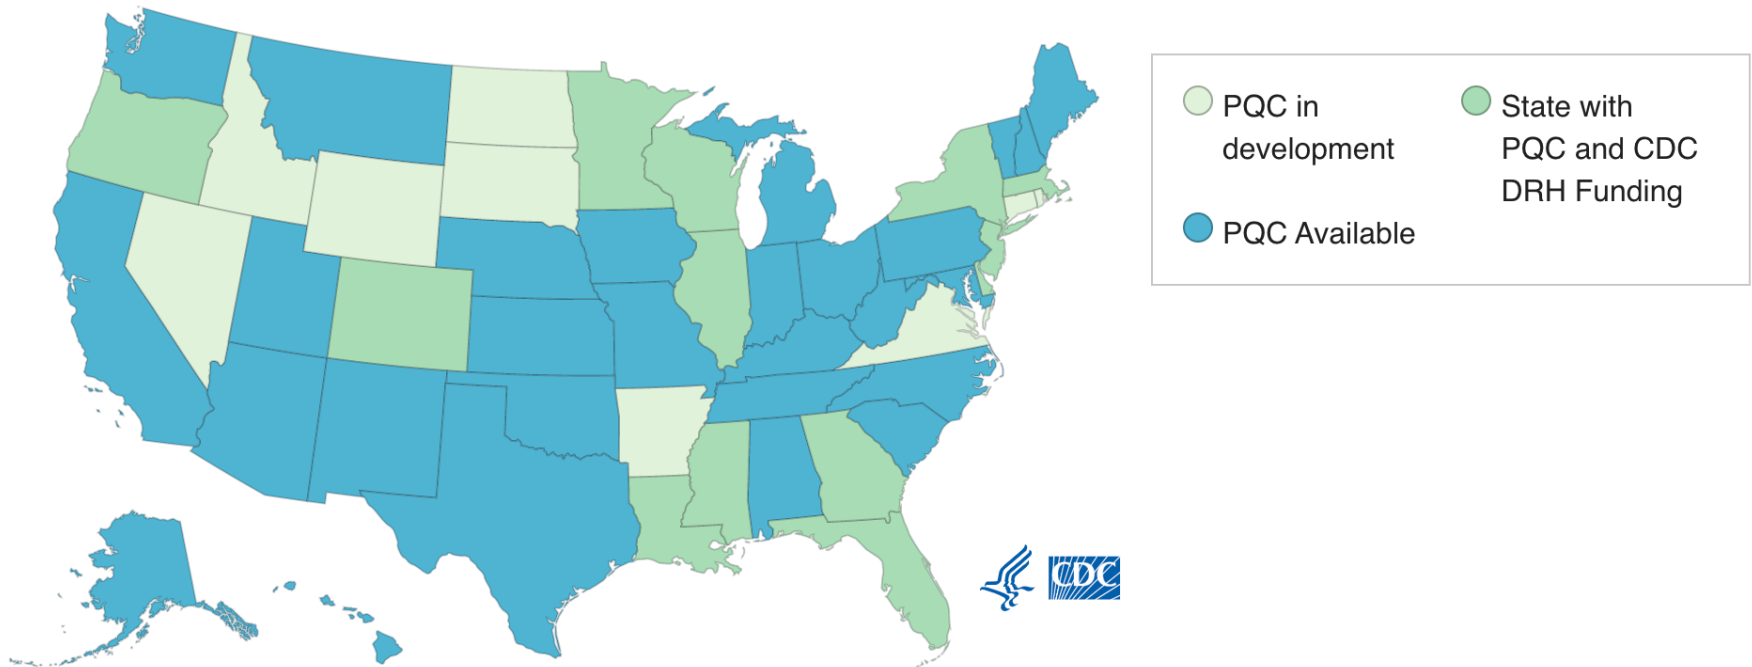 PQC in
development
PQC Available
State with
PQC and CDC
DRH Funding
CDC